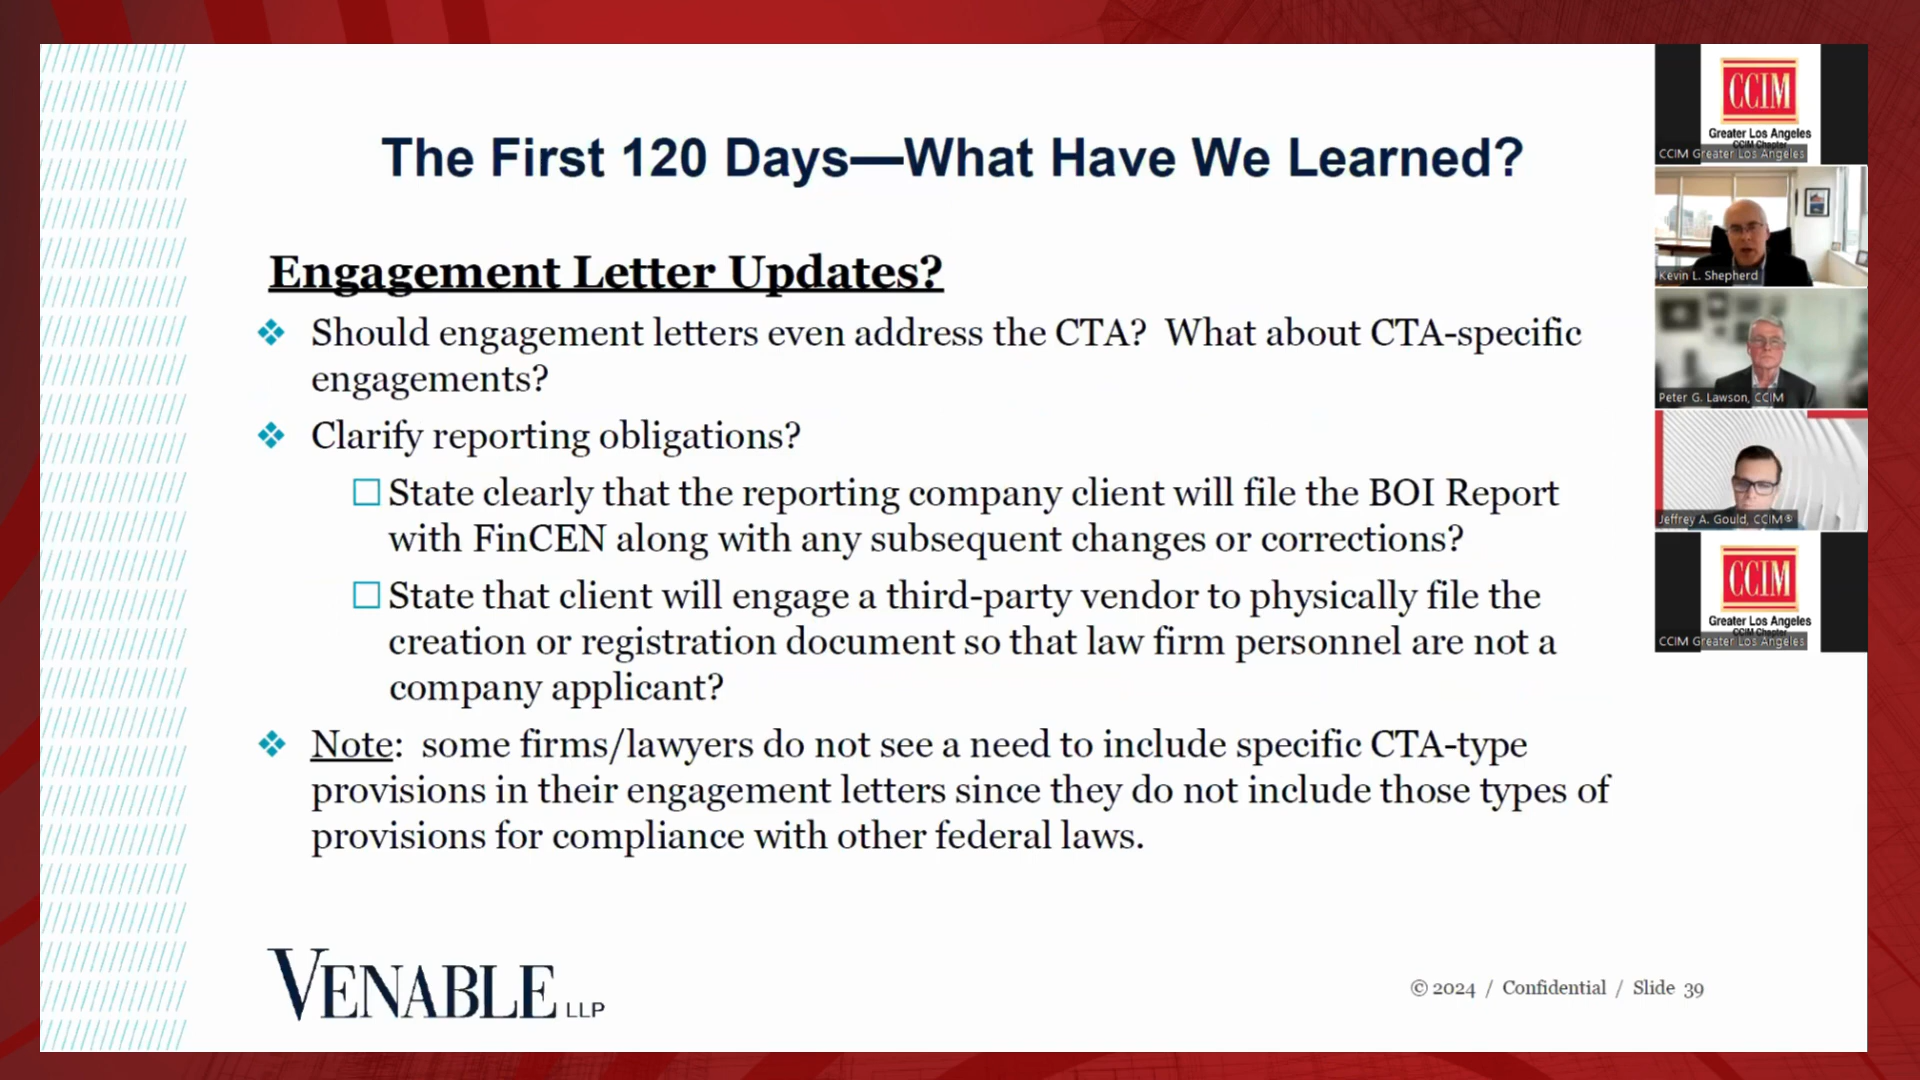 The First 120 Days—What Have We Learned?
Engagement Letter Updates?
Should engagement letters even address the CTA?  What about CTA-specific
engagements?
Clarify reporting obligations?
State clearly that the reporting company client will file the BOI Report
with FinCEN along with any subsequent changes or corrections?
State that client will engage a third-party vendor to physically file the
creation or registration document so that law firm personnel are not a
company applicant?
Note:  some firms/lawyers do not see a need to include specific CTA-type
provisions in their engagement letters since they do not include those types of
provisions for compliance with other federal laws.
VENABLE LLP
© 2024 / Confidential / Slide 39
CCIM
Greater Los Angeles
CCIM Chapter
CCIM Greater Los Angeles
Kevin L. Shepherd
Peter G. Lawson, CCIM
Jeffrey A. Gould, CCIM®
CCIM
Greater Los Angeles
CCIM Chapter
CCIM Greater Los Angeles